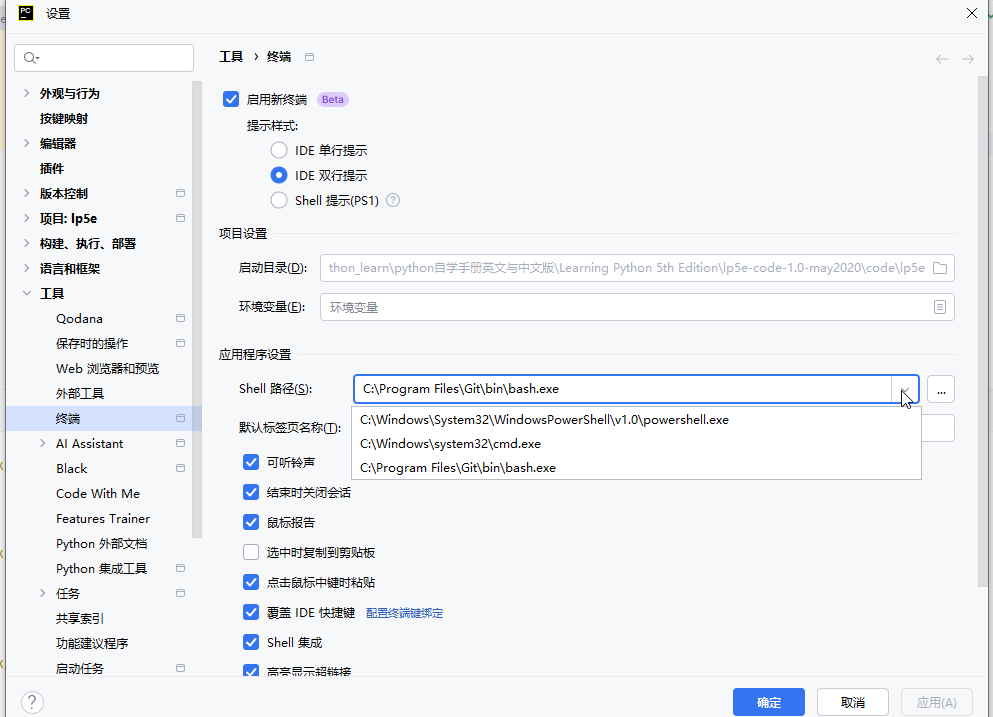 PC
设置
工具 › 终端
外观与行为
按键映射
编辑器
插件
版本控制
项目: lp5e
构建、执行、部署
语言和框架
工具
Qodana
保存时的操作
Web 浏览器和预览
外部工具
终端
AI Assistant
Black
Code With Me
Features Trainer
Python 外部文档
Python 集成工具
任务
共享索引
功能建议程序
启动任务
启用新终端 Beta
提示样式:
IDE 单行提示
IDE 双行提示
Shell 提示(PS1) ?
项目设置
启动目录(D): thon_learn\python自学手册英文与中文版\Learning Python 5th Edition\lp5e-code-1.0-may2020\code\lp5e
环境变量(E): 环境变量
应用程序设置
Shell 路径(S): C:\Program Files\Git\bin\bash.exe ...
C:\Windows\System32\WindowsPowerShell\v1.0\powershell.exe
默认标签页名称(T):
C:\Windows\system32\cmd.exe
C:\Program Files\Git\bin\bash.exe
可听铃声
结束时关闭会话
鼠标报告
选中时复制到剪贴板
点击鼠标中键时粘贴
覆盖 IDE 快捷键 配置终端键绑定
Shell 集成
高亮显示超链接
?
确定 取消 应用(A)